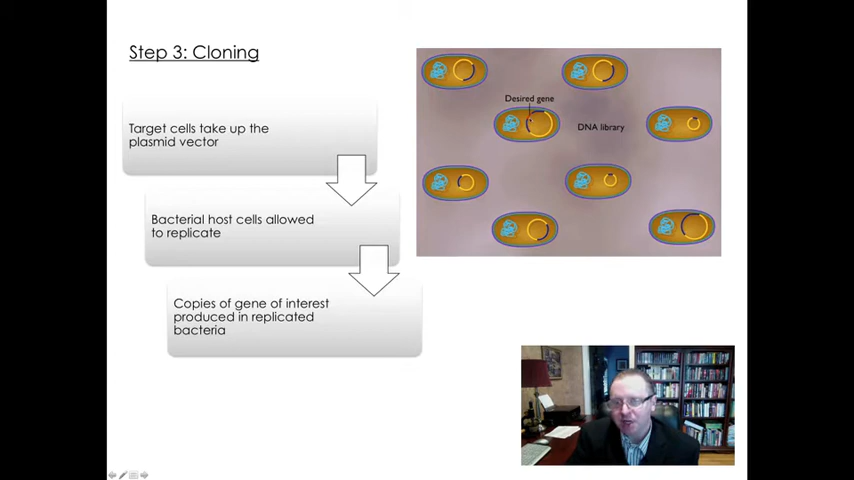 Step 3: Cloning
Target cells take up the
plasmid vector
Bacterial host cells allowed
to replicate
Copies of gene of interest
produced in replicated
bacteria
Desired gene
DNA library